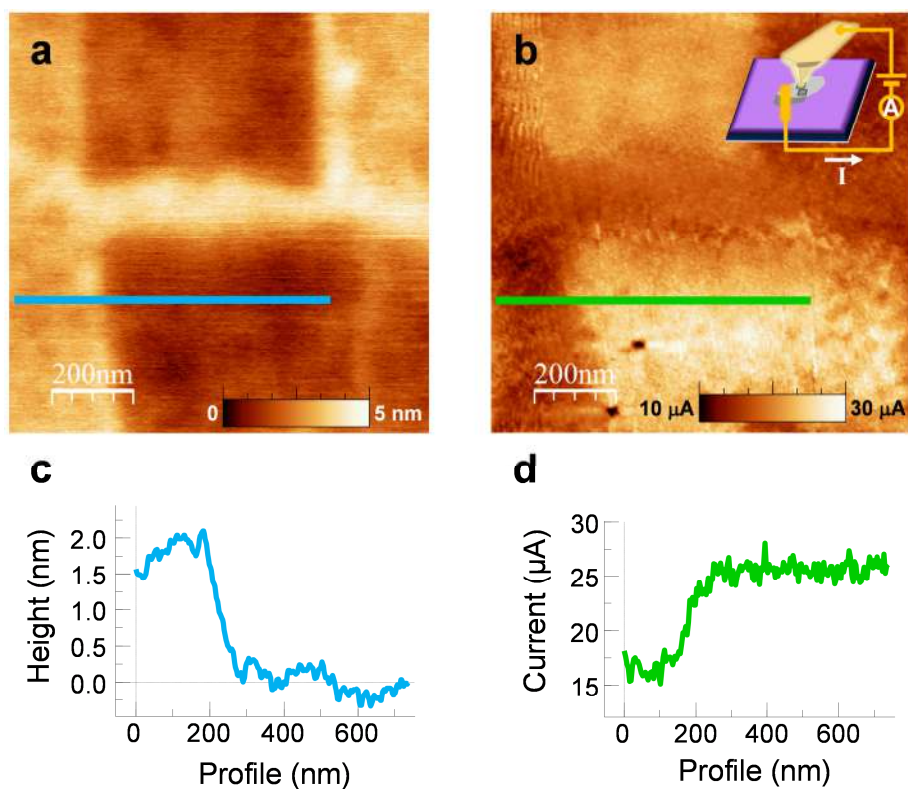 a
200nm
0
5 nm
b
A
I
200nm
10 µA
30 µA
c
Height (nm)
2.0
1.5
1.0
0.5
0.0
0
200
400
600
Profile (nm)
d
Current (µA)
30
25
20
15
0
200
400
600
Profile (nm)